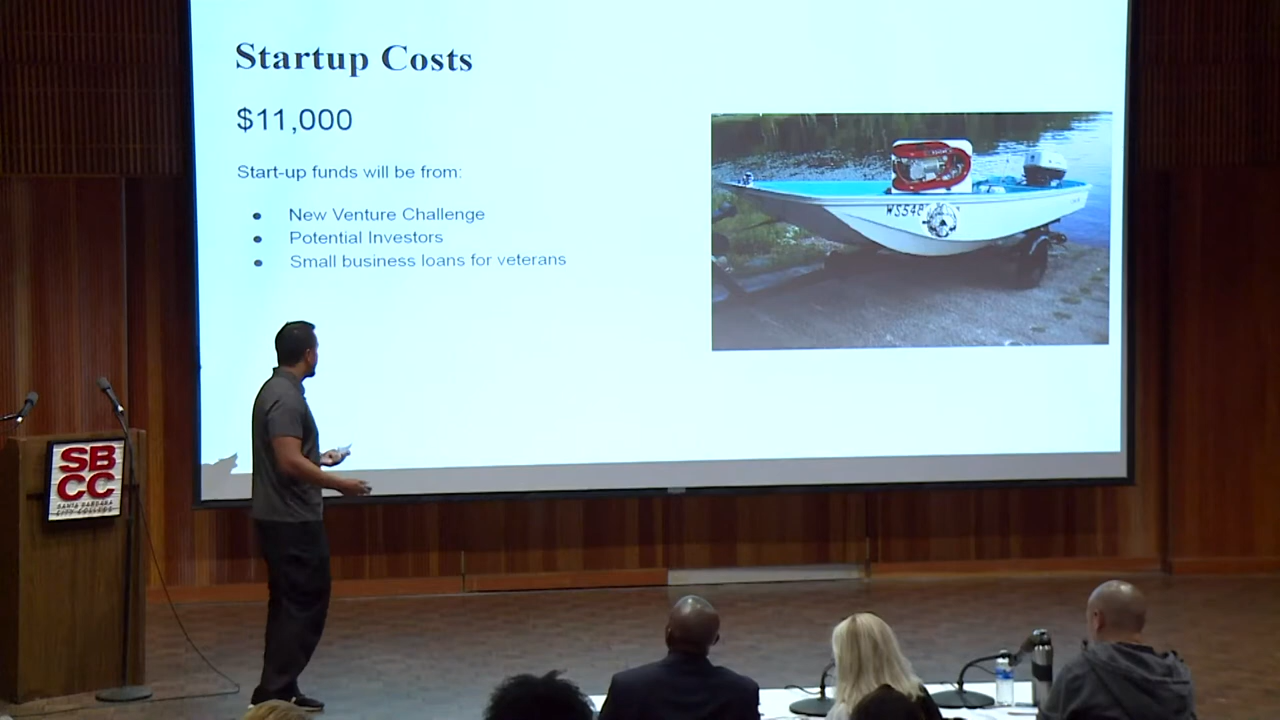 Startup Costs
$11,000
Start-up funds will be from:
● New Venture Challenge
● Potential Investors
● Small business loans for veterans
WS548
SB
CC
SANTA BARBARA
CITY COLLEGE